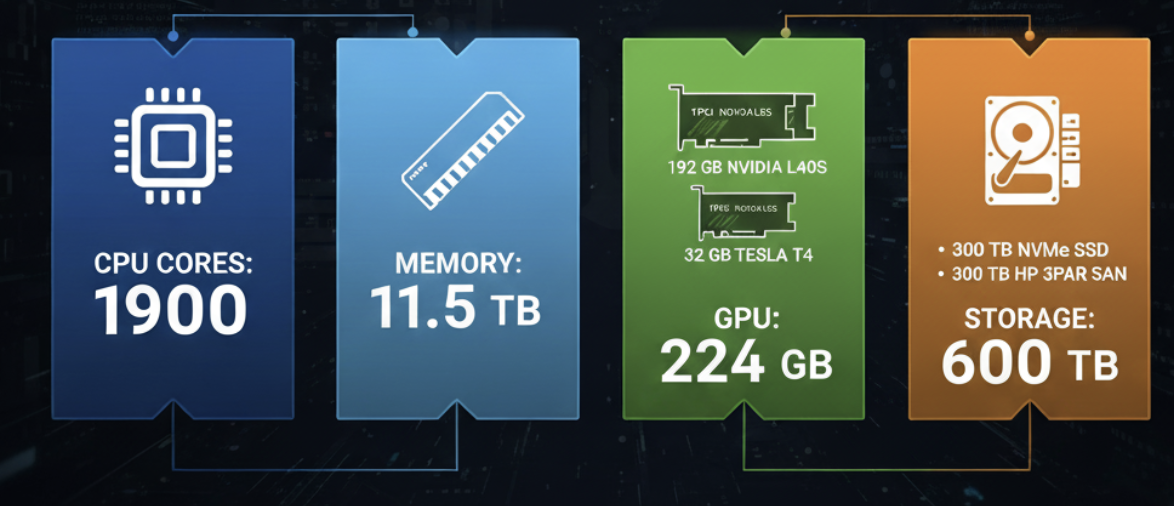 CPU CORES:
1900
MEMORY:
11.5 TB
192 GB NVIDIA L40S
32 GB TESLA T4
GPU:
224 GB
• 300 TB NVMe SSD
• 300 TB HP 3PAR SAN
STORAGE:
600 TB